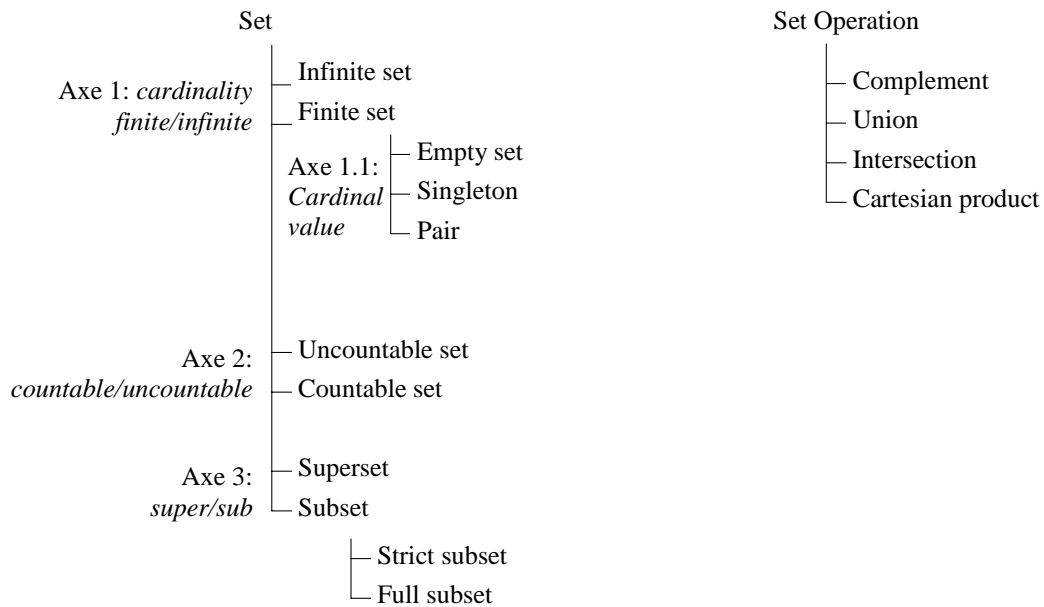 Set
Axe 1: cardinality
finite/infinite
Infinite set
Finite set
Axe 1.1:
Cardinal
value
Empty set
Singleton
Pair
Axe 2:
countable/uncountable
Uncountable set
Countable set
Axe 3:
super/sub
Superset
Subset
Strict subset
Full subset
Set Operation
Complement
Union
Intersection
Cartesian product